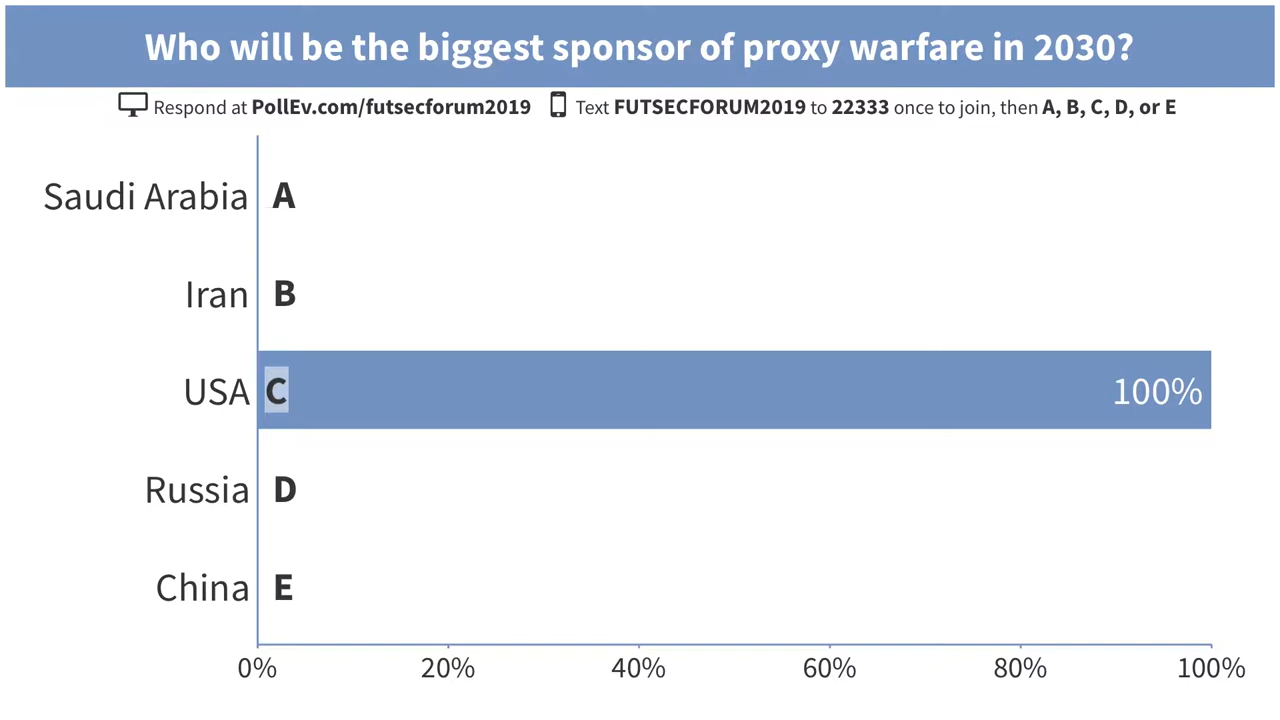 Who will be the biggest sponsor of proxy warfare in 2030?
Respond at PollEv.com/futsecforum2019 Text FUTSECFORUM2019 to 22333 once to join, then A, B, C, D, or E
Saudi Arabia A
Iran B
USA C 100%
Russia D
China E
0% 20% 40% 60% 80% 100%